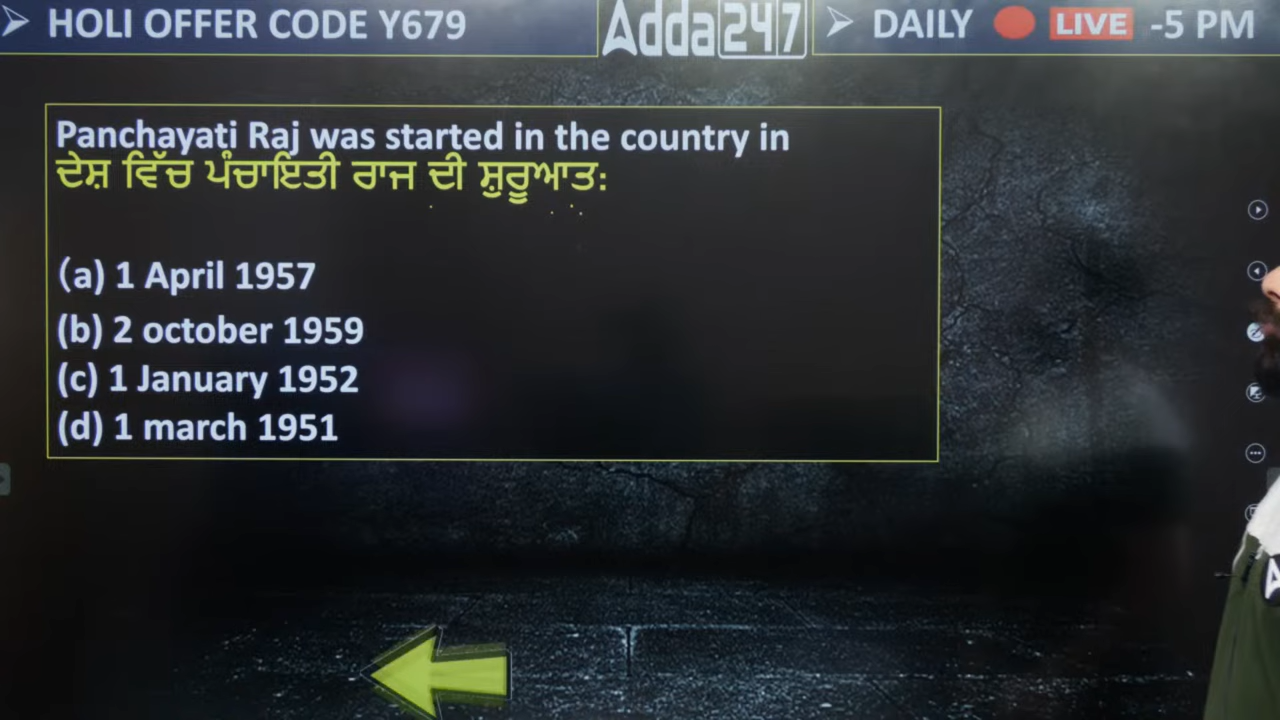 HOLI OFFER CODE Y679
Adda247
DAILY LIVE -5 PM
Panchayati Raj was started in the country in
ਦੇਸ਼ ਵਿੱਚ ਪੰਚਾਇਤੀ ਰਾਜ ਦੀ ਸ਼ੁਰੂਆਤ:
(a) 1 April 1957
(b) 2 october 1959
(c) 1 January 1952
(d) 1 march 1951